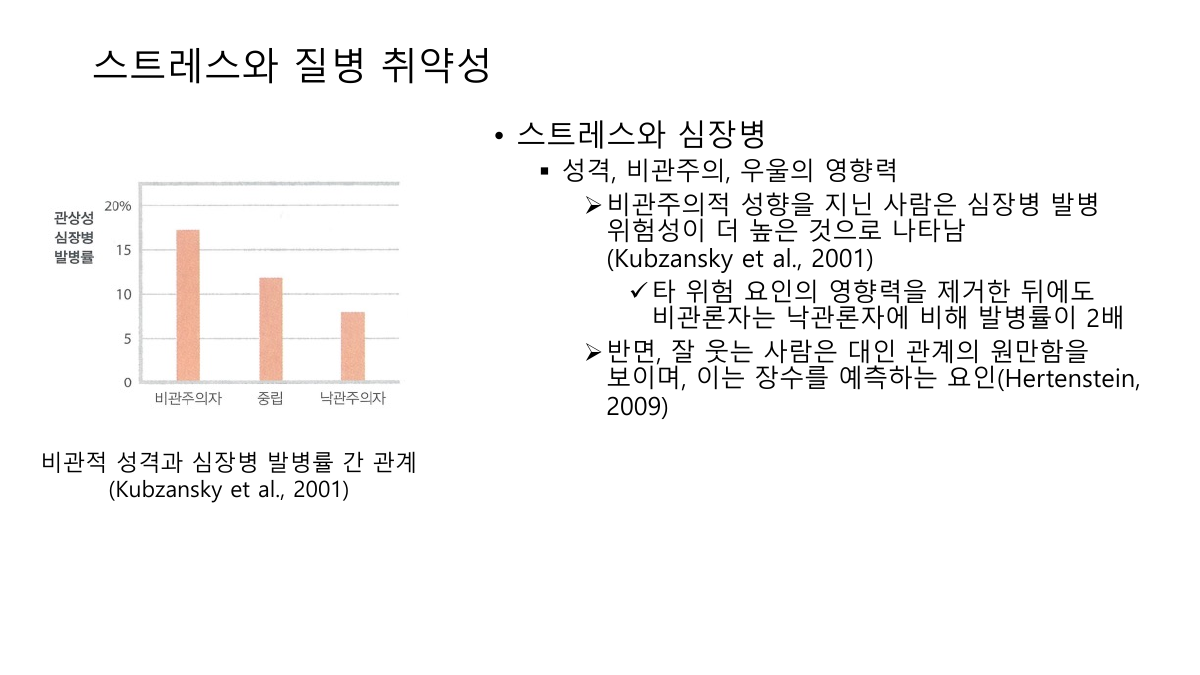 스트레스와 질병 취약성
관상성
심장병
발병률
20%
15
10
5
0
비관주의자 중립 낙관주의자
비관적 성격과 심장병 발병률 간 관계
(Kubzansky et al., 2001)
• 스트레스와 심장병
▪ 성격, 비관주의, 우울의 영향력
➢ 비관주의적 성향을 지닌 사람은 심장병 발병
위험성이 더 높은 것으로 나타남
(Kubzansky et al., 2001)
✓ 타 위험 요인의 영향력을 제거한 뒤에도
비관론자는 낙관론자에 비해 발병률이 2배
➢ 반면, 잘 웃는 사람은 대인 관계의 원만함을
보이며, 이는 장수를 예측하는 요인(Hertenstein,
2009)